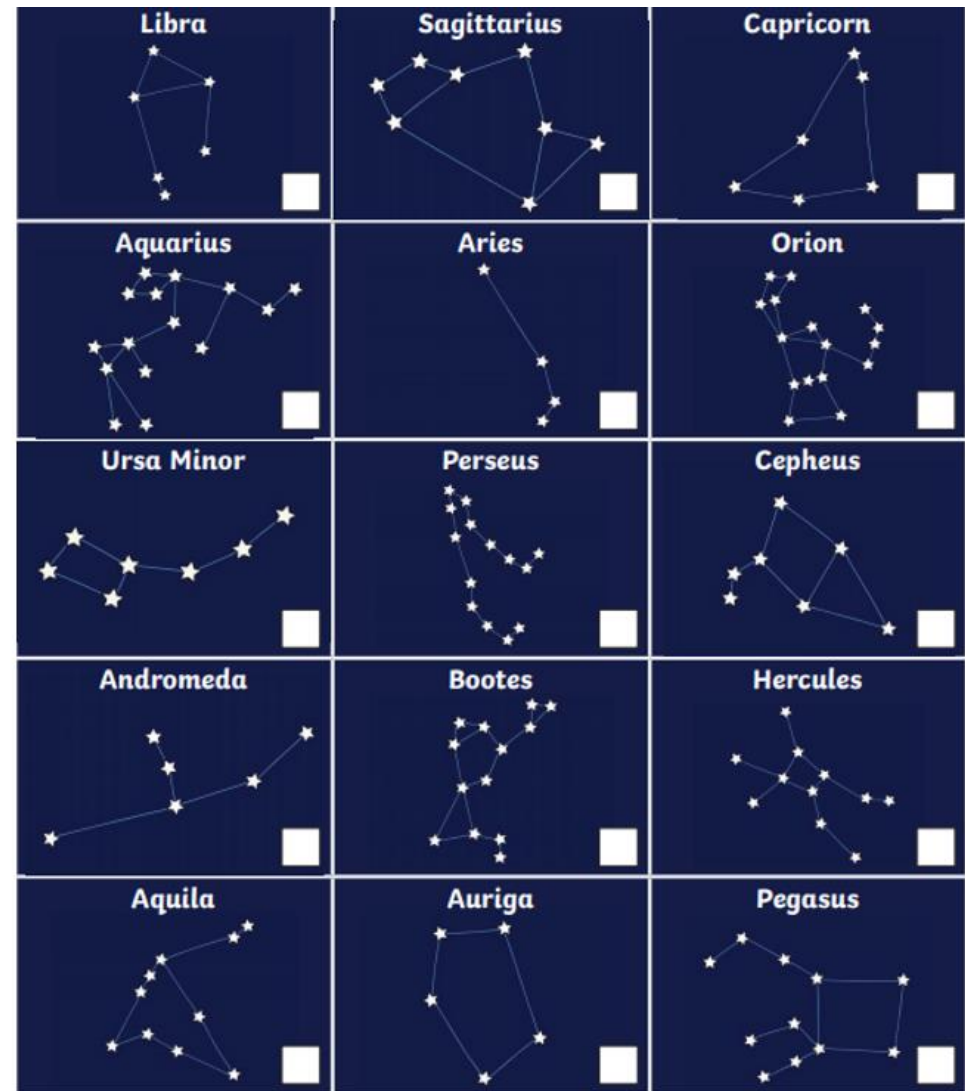 Libra
Sagittarius
Capricorn
Aquarius
Aries
Orion
Ursa Minor
Perseus
Cepheus
Andromeda
Bootes
Hercules
Aquila
Auriga
Pegasus